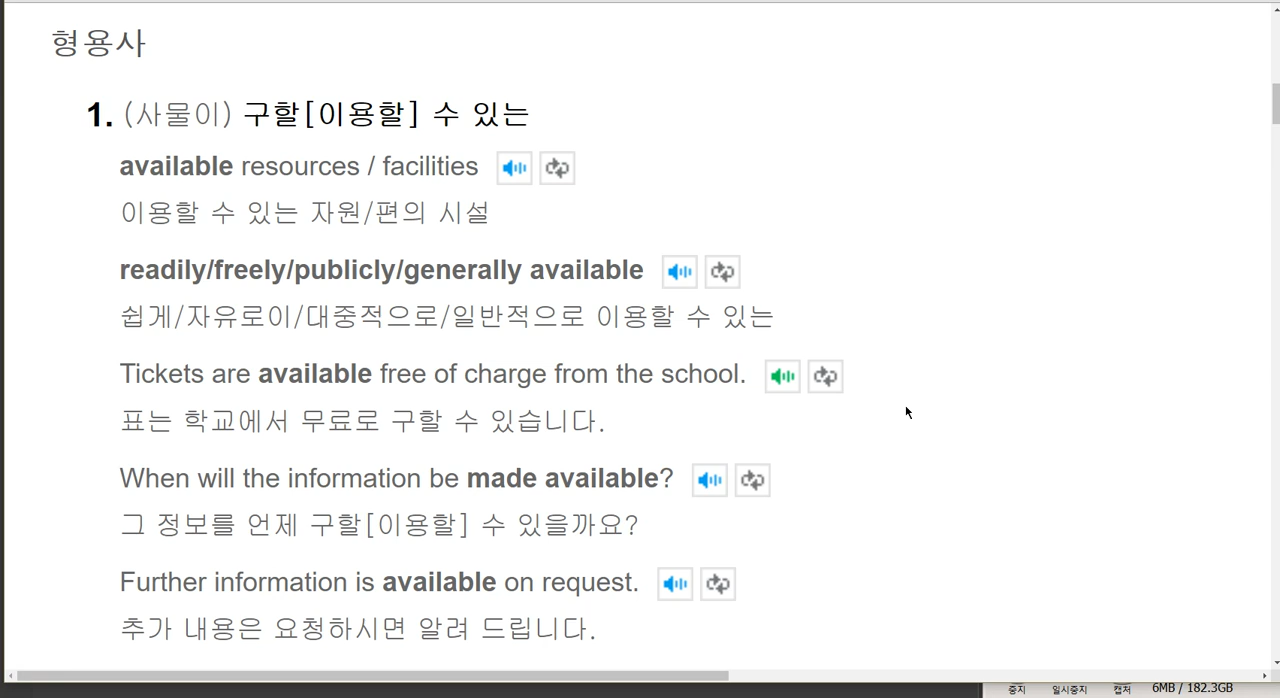 형용사
1. (사물이) 구할[이용할] 수 있는
available resources / facilities
이용할 수 있는 자원/편의 시설
readily/freely/publicly/generally available
쉽게/자유로이/대중적으로/일반적으로 이용할 수 있는
Tickets are available free of charge from the school.
표는 학교에서 무료로 구할 수 있습니다.
When will the information be made available?
그 정보를 언제 구할[이용할] 수 있을까요?
Further information is available on request.
추가 내용은 요청하시면 알려 드립니다.
중지 일시중지 캡처 6MB / 182.3GB